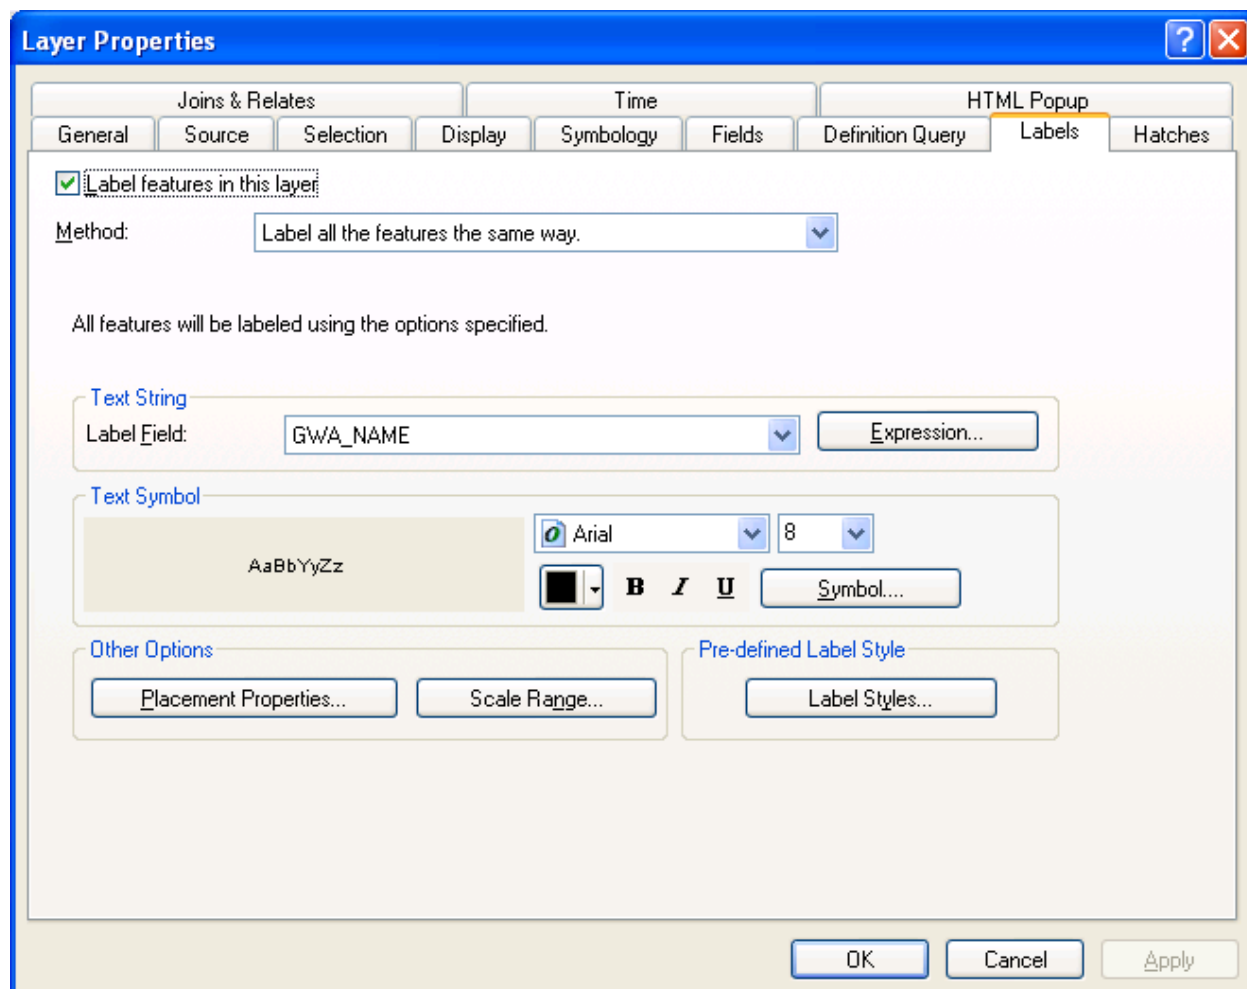 Layer Properties
Joins & Relates Time HTML Popup
General Source Selection Display Symbology Fields Definition Query Labels Hatches
Label features in this layer
Method: Label all the features the same way.
All features will be labeled using the options specified.
Text String
Label Field: GWA_NAME Expression...
Text Symbol
AaBbYyZz
Arial 8
B I U Symbol....
Other Options Pre-defined Label Style
Placement Properties... Scale Range... Label Styles...
OK Cancel Apply